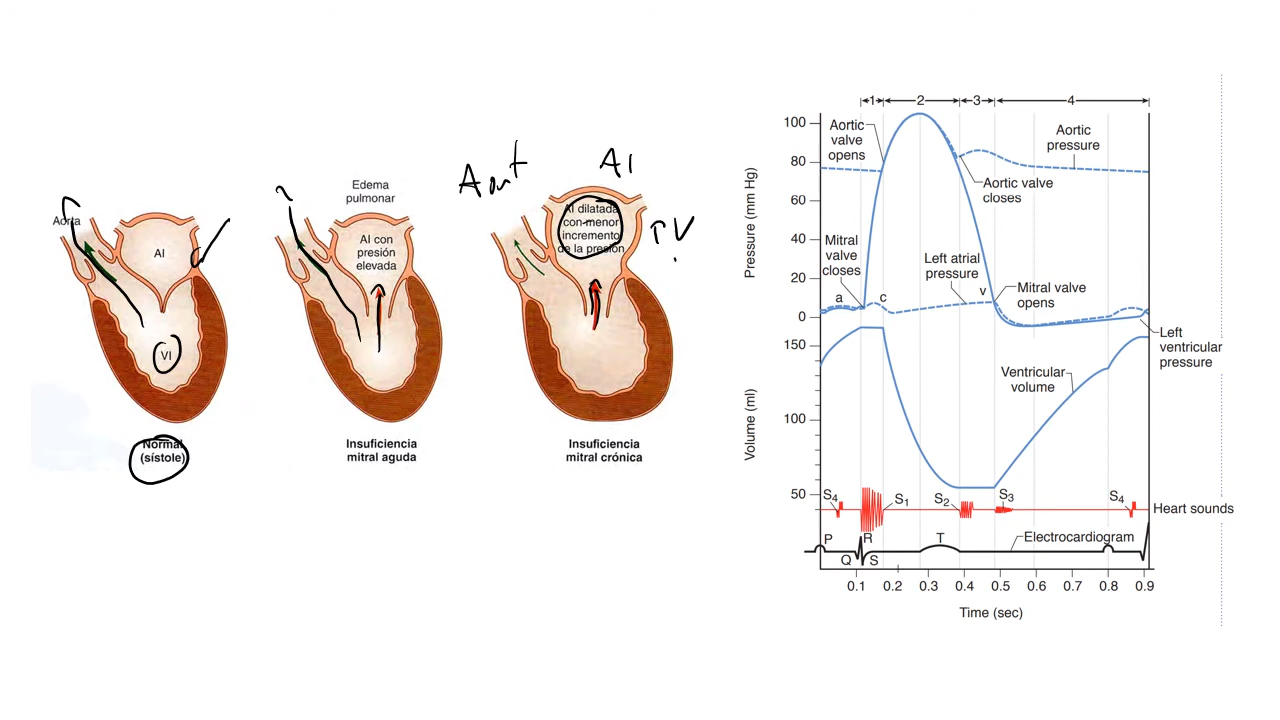 Aorta
AI
VI
Normal
(sístole)
Edema
pulmonar
AI con
presión
elevada
Insuficiencia
mitral aguda
AI
AI dilatada
con menor
incremento
de la presión
Insuficiencia
mitral crónica
1
2
3
4
Pressure (mm Hg)
100
80
60
40
20
0
Aortic
valve
opens
Aortic
pressure
Aortic valve
closes
Mitral
valve
closes
Left atrial
pressure
a
c
v
Mitral valve
opens
Left
ventricular
pressure
Volume (ml)
150
100
50
Ventricular
volume
S4
S1
S2
S3
S4
Heart sounds
P
R
T
Electrocardiogram
Q
S
0.1
0.2
0.3
0.4
0.5
0.6
0.7
0.8
0.9
Time (sec)